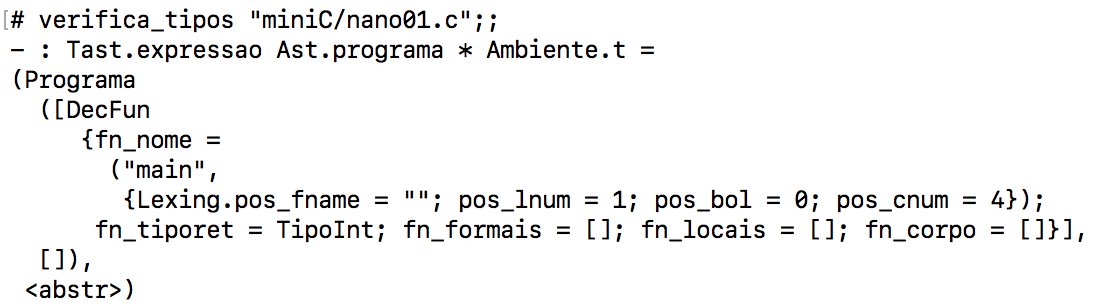 [# verifica_tipos "miniC/nano01.c";;
- : Tast.expressao Ast.programa * Ambiente.t =
(Programa
  ([DecFun
     {fn_nome =
       ("main",
        {Lexing.pos_fname = ""; pos_lnum = 1; pos_bol = 0; pos_cnum = 4});
      fn_tiporet = TipoInt; fn_formais = []; fn_locais = []; fn_corpo = []}],
  []),
 <abstr>)